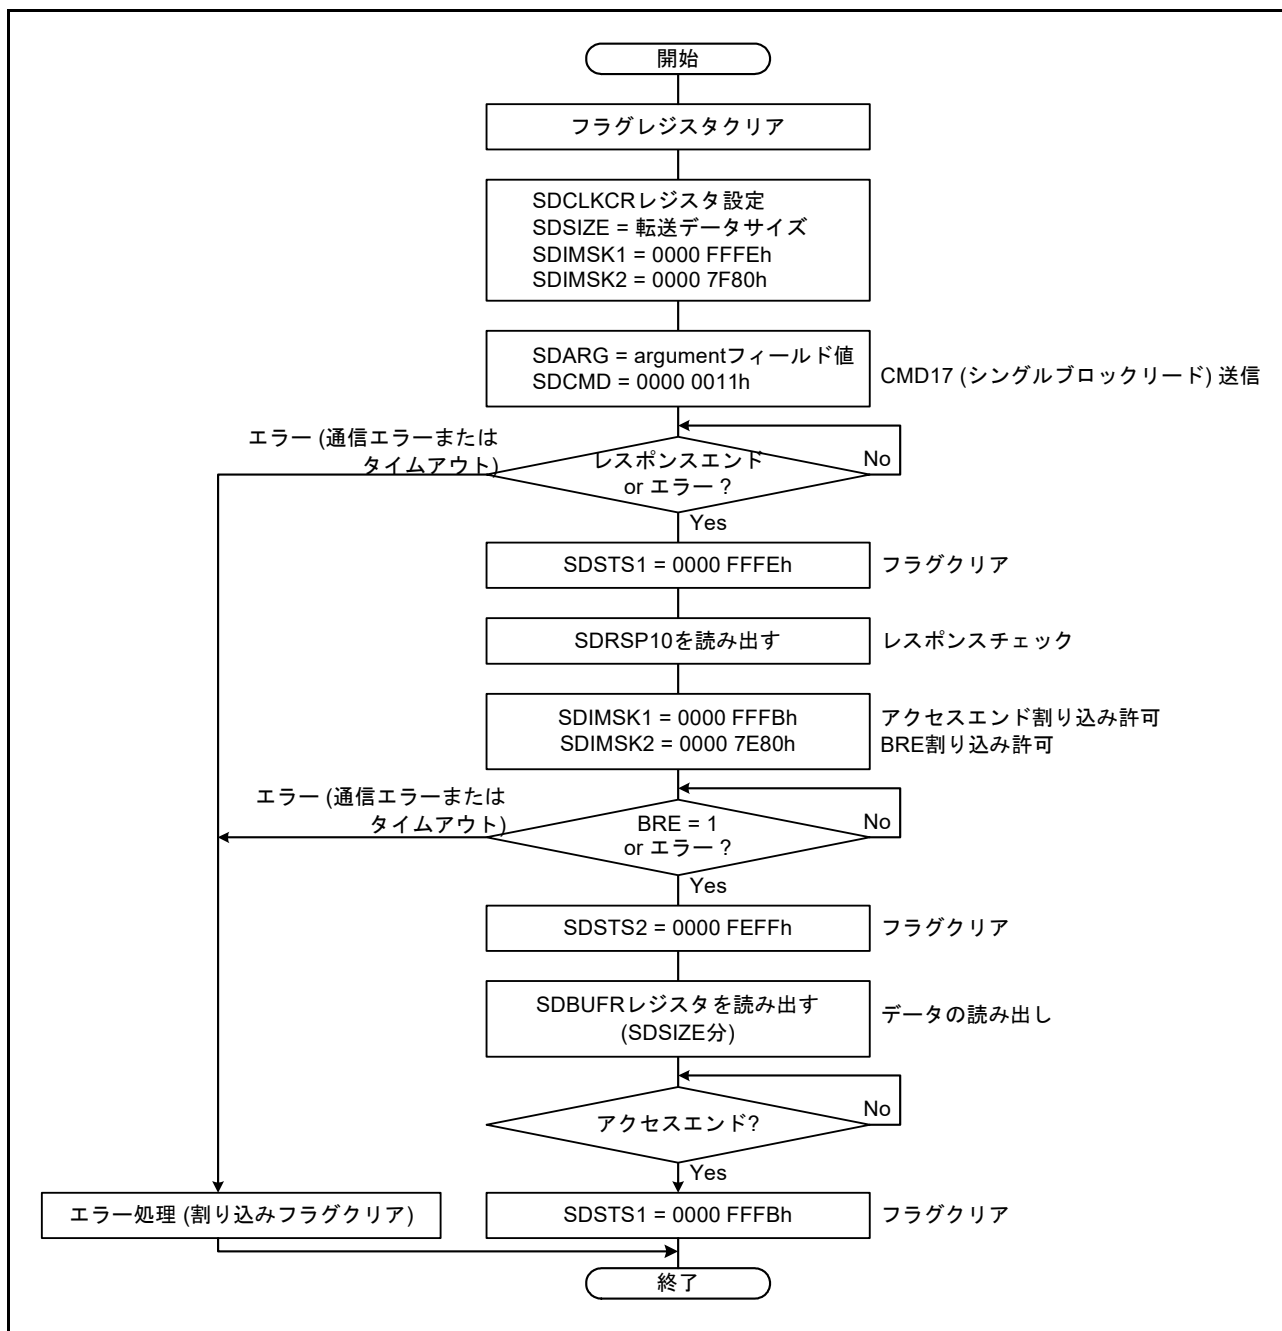 開始
フラグレジスタクリア
SDCLKCRレジスタ設定
SDSIZE = 転送データサイズ
SDIMSK1 = 0000 FFFEh
SDIMSK2 = 0000 7F80h
SDARG = argumentフィールド値
SDCMD = 0000 0011h
CMD17 (シングルブロックリード) 送信
エラー (通信エラーまたは
タイムアウト)
レスポンスエンド
or エラー ?
No
Yes
SDSTS1 = 0000 FFFEh
フラグクリア
SDRSP10を読み出す
レスポンスチェック
SDIMSK1 = 0000 FFFBh
SDIMSK2 = 0000 7E80h
アクセスエンド割り込み許可
BRE割り込み許可
エラー (通信エラーまたは
タイムアウト)
BRE = 1
or エラー ?
No
Yes
SDSTS2 = 0000 FEFFh
フラグクリア
SDBUFRレジスタを読み出す
(SDSIZE分)
データの読み出し
アクセスエンド?
No
Yes
エラー処理 (割り込みフラグクリア)
SDSTS1 = 0000 FFFBh
フラグクリア
終了